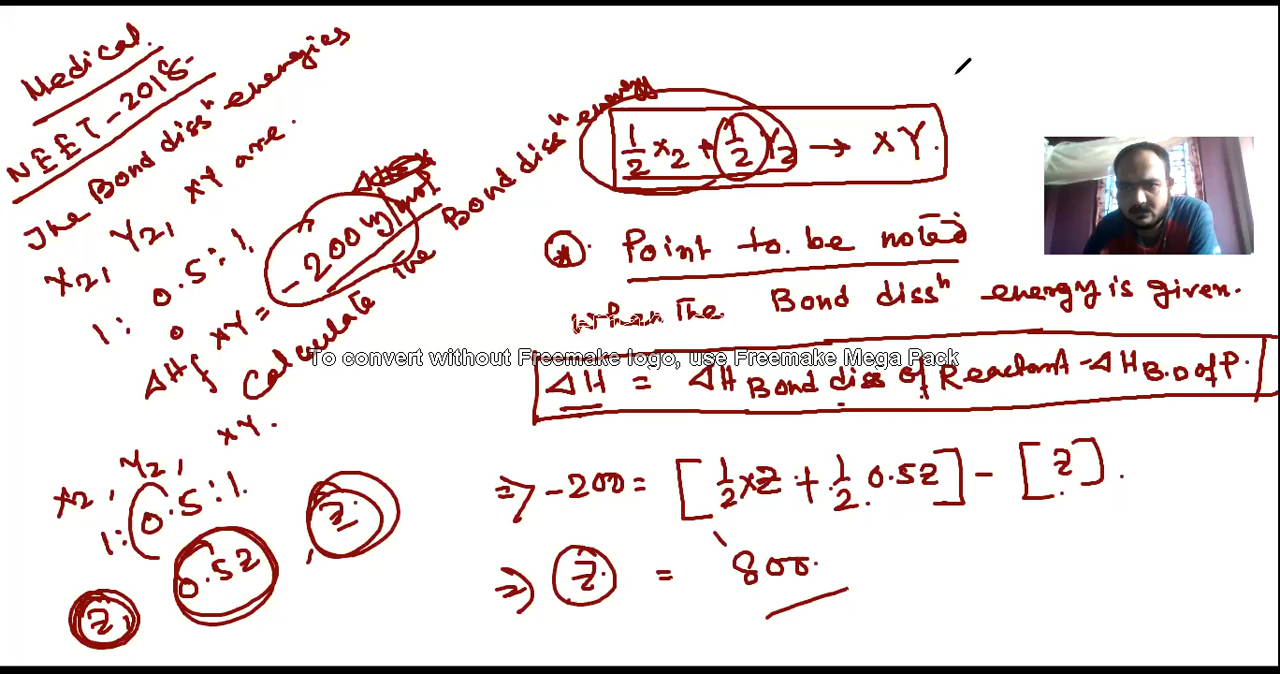 Medical.
NEET-2018.
The Bond dissⁿ energies
X2, Y2, XY are.
1: 0.5:1.
ΔHf XY = -200 kJ/mol
Calculate the Bond dissⁿ energy
XY.
X2, Y2,
1: 0.5:1.
Z, 0.5Z, Z
1/2 X2 + 1/2 Y2 → XY.
* Point to be noted
when The Bond dissⁿ energy is given.
To convert without Freemake logo, use Freemake Mega Pack
ΔH = ΔH Bond diss of Reactant - ΔH B.D of P.
⇒ -200 = [1/2 x Z + 1/2 0.5Z] - [Z].
⇒ Z = 800.